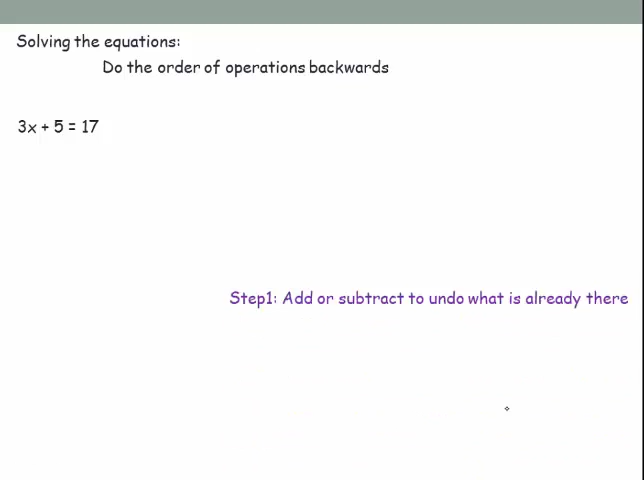 Solving the equations:
Do the order of operations backwards
3x + 5 = 17
Step1: Add or subtract to undo what is already there